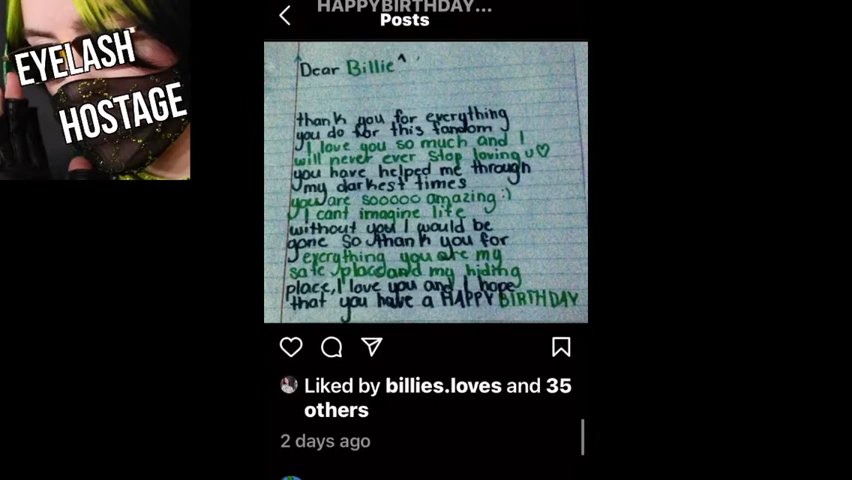 EYELASH
HOSTAGE
HAPPYBIRTHDAY...
Posts
Dear Billie
thank you for everything
you do for this fandom
I love you so much and I
will never ever stop loving u♡
you have helped me through
my darkest times
you are sooooo amazing :)
I cant imagine life
without you I would be
gone so thank you for
everything you are my
safe place and my hiding
place, I love you and I hope
that you have a HAPPY BIRTHDAY
Liked by billies.loves and 35
others
2 days ago